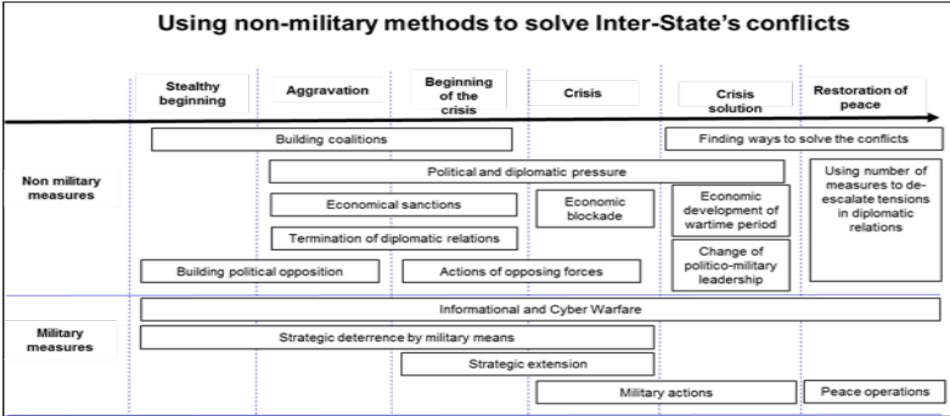 Using non-military methods to solve Inter-State's conflicts
Stealthy
beginning
Aggravation
Beginning
of the
crisis
Crisis
Crisis
solution
Restoration of
peace
Building coalitions
Finding ways to solve the conflicts
Non military
measures
Political and diplomatic pressure
Using number of
measures to de-
escalate tensions
in diplomatic
relations
Economical sanctions
Economic
blockade
Economic
development of
wartime period
Termination of diplomatic relations
Change of
politico-military
leadership
Building political opposition
Actions of opposing forces
Informational and Cyber Warfare
Military
measures
Strategic deterrence by military means
Strategic extension
Military actions
Peace operations